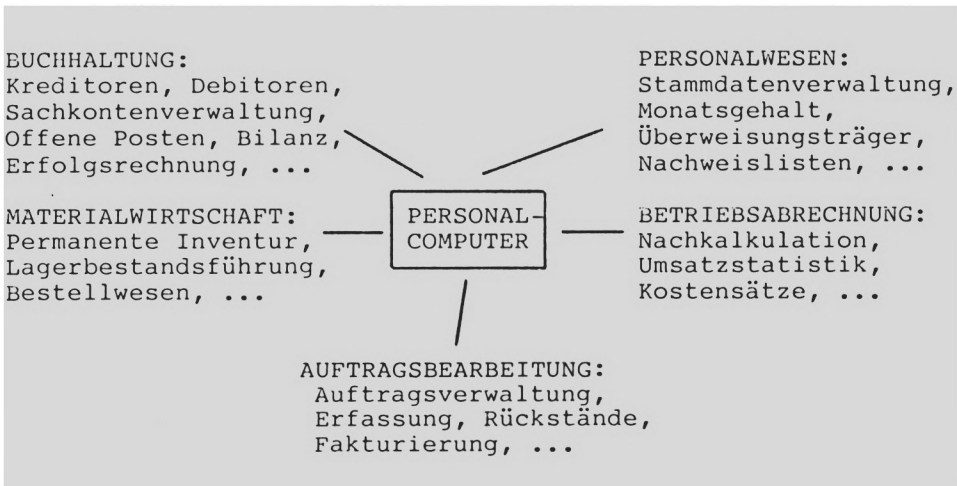 BUCHHALTUNG:
Kreditoren, Debitoren,
Sachkontenverwaltung,
Offene Posten, Bilanz,
Erfolgsrechnung, ...
PERSONALWESEN:
Stammdatenverwaltung,
Monatsgehalt,
Überweisungsträger,
Nachweislisten, ...
MATERIALWIRTSCHAFT:
Permanente Inventur,
Lagerbestandsführung,
Bestellwesen, ...
PERSONAL-
COMPUTER
BETRIEBSABRECHNUNG:
Nachkalkulation,
Umsatzstatistik,
Kostensätze, ...
AUFTRAGSBEARBEITUNG:
Auftragsverwaltung,
Erfassung, Rückstände,
Fakturierung, ...